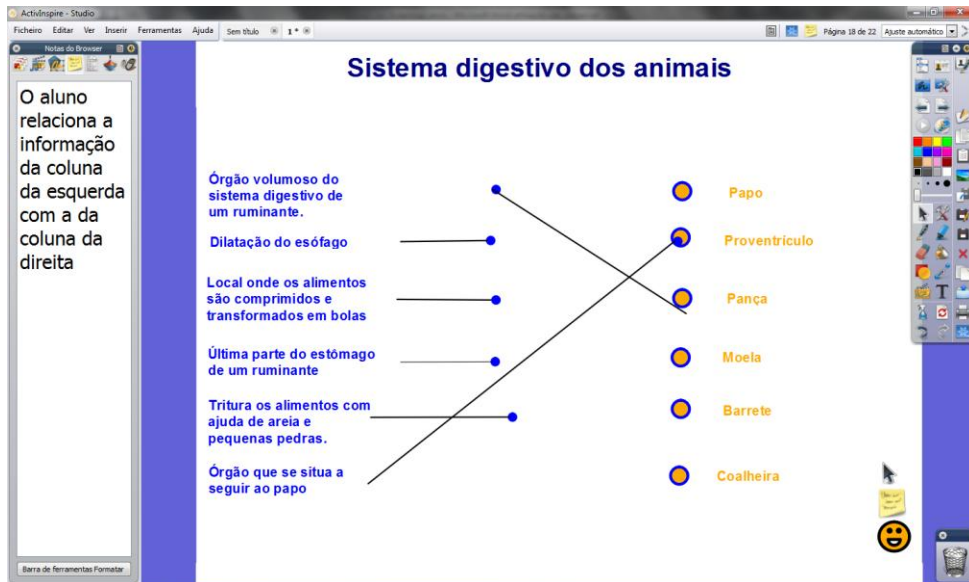 ActivInspire - Studio
Ficheiro Editar Ver Inserir Ferramentas Ajuda Sem título 1 * Página 18 de 22 Ajuste automático
Notas do Browser
O aluno
relaciona a
informação
da coluna
da esquerda
com a da
coluna da
direita
Barra de ferramentas Formatar
Sistema digestivo dos animais
Órgão volumoso do
sistema digestivo de
um ruminante.
Dilatação do esófago
Local onde os alimentos
são comprimidos e
transformados em bolas
Última parte do estômago
de um ruminante
Tritura os alimentos com
ajuda de areia e
pequenas pedras.
Órgão que se situa a
seguir ao papo
Papo
Proventrículo
Pança
Moela
Barrete
Coalheira